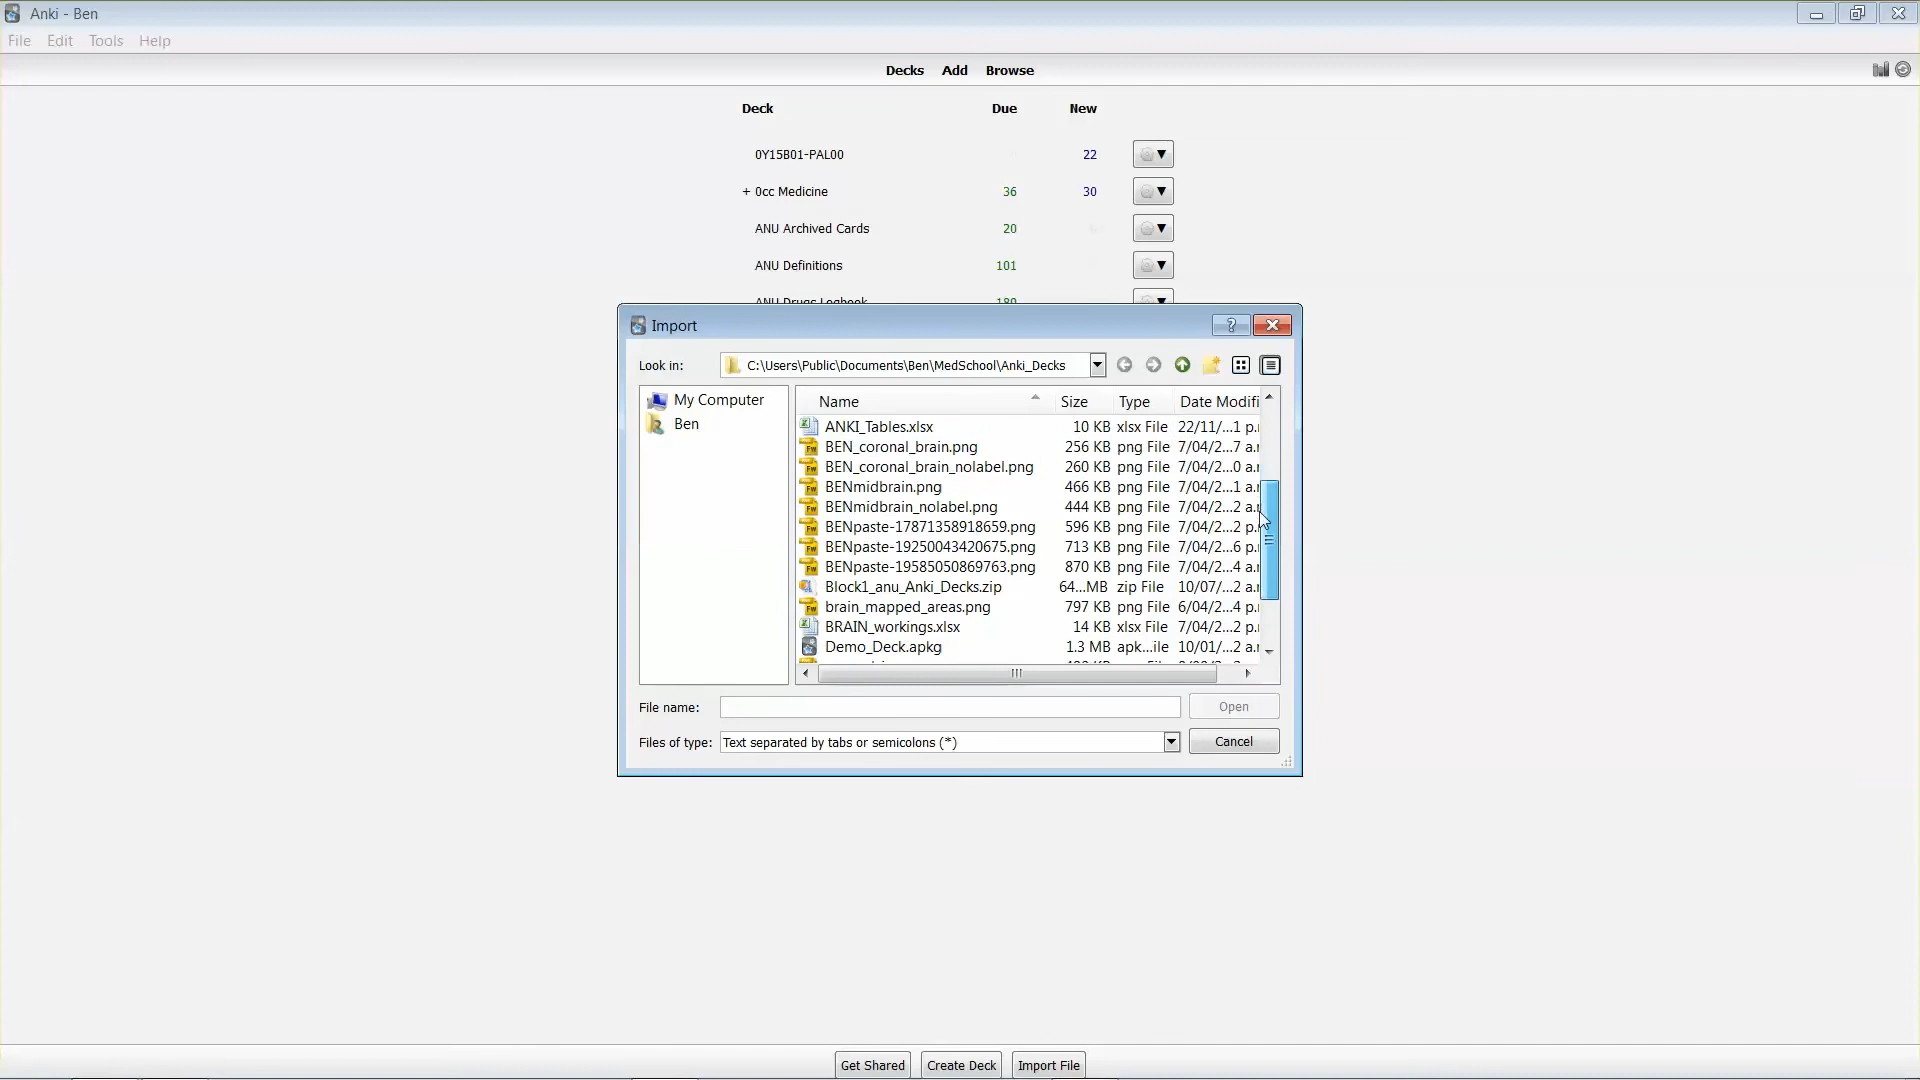 Anki - Ben
File Edit Tools Help
Decks Add Browse
Deck Due New
0Y15B01-PAL00 22
+ 0cc Medicine 36 30
ANU Archived Cards 20
ANU Definitions 101
ANU Drugs Logbook 180
Import
Look in: C:\Users\Public\Documents\Ben\MedSchool\Anki_Decks
My Computer
Ben
Name Size Type Date Modifi
ANKI_Tables.xlsx 10 KB xlsx File 22/11/...1 p.
BEN_coronal_brain.png 256 KB png File 7/04/2...7 a.
BEN_coronal_brain_nolabel.png 260 KB png File 7/04/2...0 a.
BENmidbrain.png 466 KB png File 7/04/2...1 a.
BENmidbrain_nolabel.png 444 KB png File 7/04/2...2 a.
BENpaste-17871358918659.png 596 KB png File 7/04/2...2 p.
BENpaste-19250043420675.png 713 KB png File 7/04/2...6 p.
BENpaste-19585050869763.png 870 KB png File 7/04/2...4 a.
Block1_anu_Anki_Decks.zip 64...MB zip File 10/07/...2 a.
brain_mapped_areas.png 797 KB png File 6/04/2...4 p.
BRAIN_workings.xlsx 14 KB xlsx File 7/04/2...2 p.
Demo_Deck.apkg 1.3 MB apk...ile 10/01/...2 a.
File name: Open
Files of type: Text separated by tabs or semicolons (*) Cancel
Get Shared Create Deck Import File